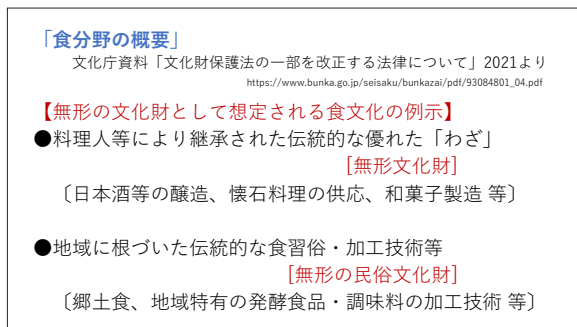 「食分野の概要」
文化庁資料「文化財保護法の一部を改正する法律について」2021より
https://www.bunka.go.jp/seisaku/bunkazai/pdf/93084801_04.pdf
【無形の文化財として想定される食文化の例示】
●料理人等により継承された伝統的な優れた「わざ」
[無形文化財]
〔日本酒等の醸造、懐石料理の供応、和菓子製造 等〕
●地域に根づいた伝統的な食習俗・加工技術等
[無形の民俗文化財]
〔郷土食、地域特有の発酵食品・調味料の加工技術 等〕